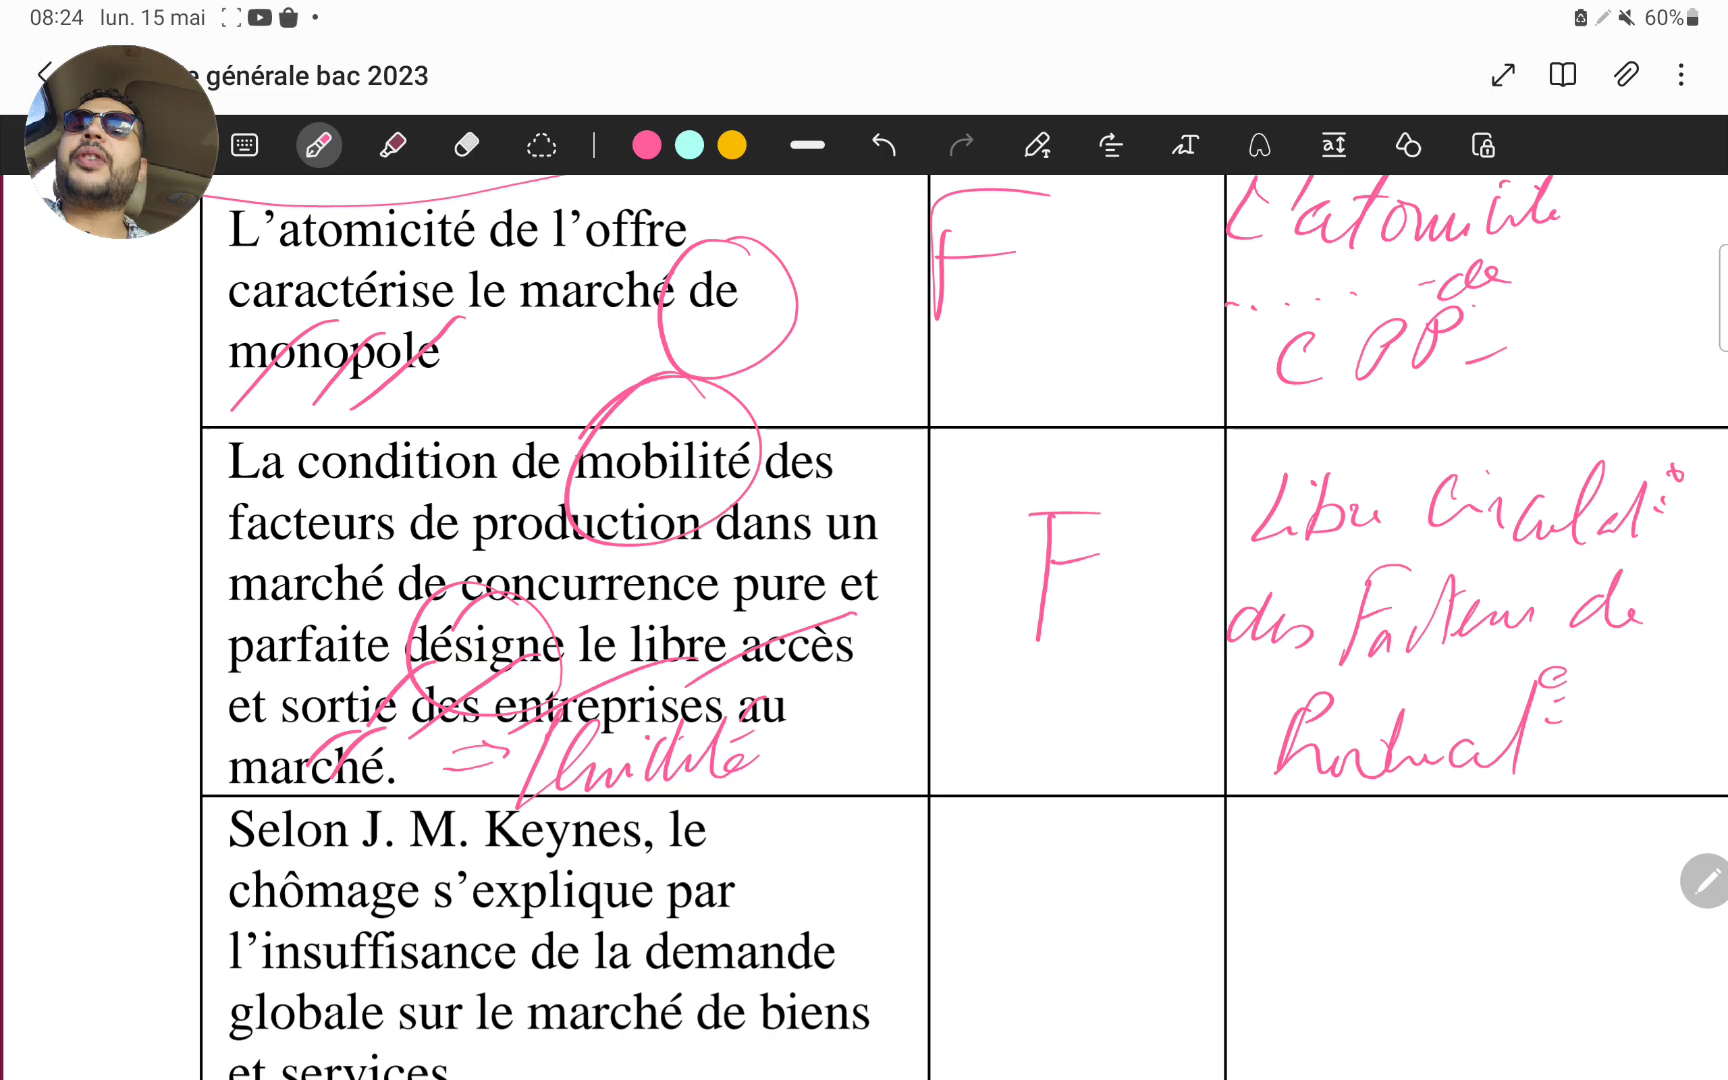 08:24 lun. 15 mai 60%
e générale bac 2023
L'atomicité de l'offre
caractérise le marché de
monopole
F
L'atomicité
..... de
CPP
La condition de mobilité des
facteurs de production dans un
marché de concurrence pure et
parfaite désigne le libre accès
et sortie des entreprises au
marché.
F
Libre Circulat°
des Facteurs de
Selon J. M. Keynes, le
chômage s'explique par
l'insuffisance de la demande
globale sur le marché de biens
et services